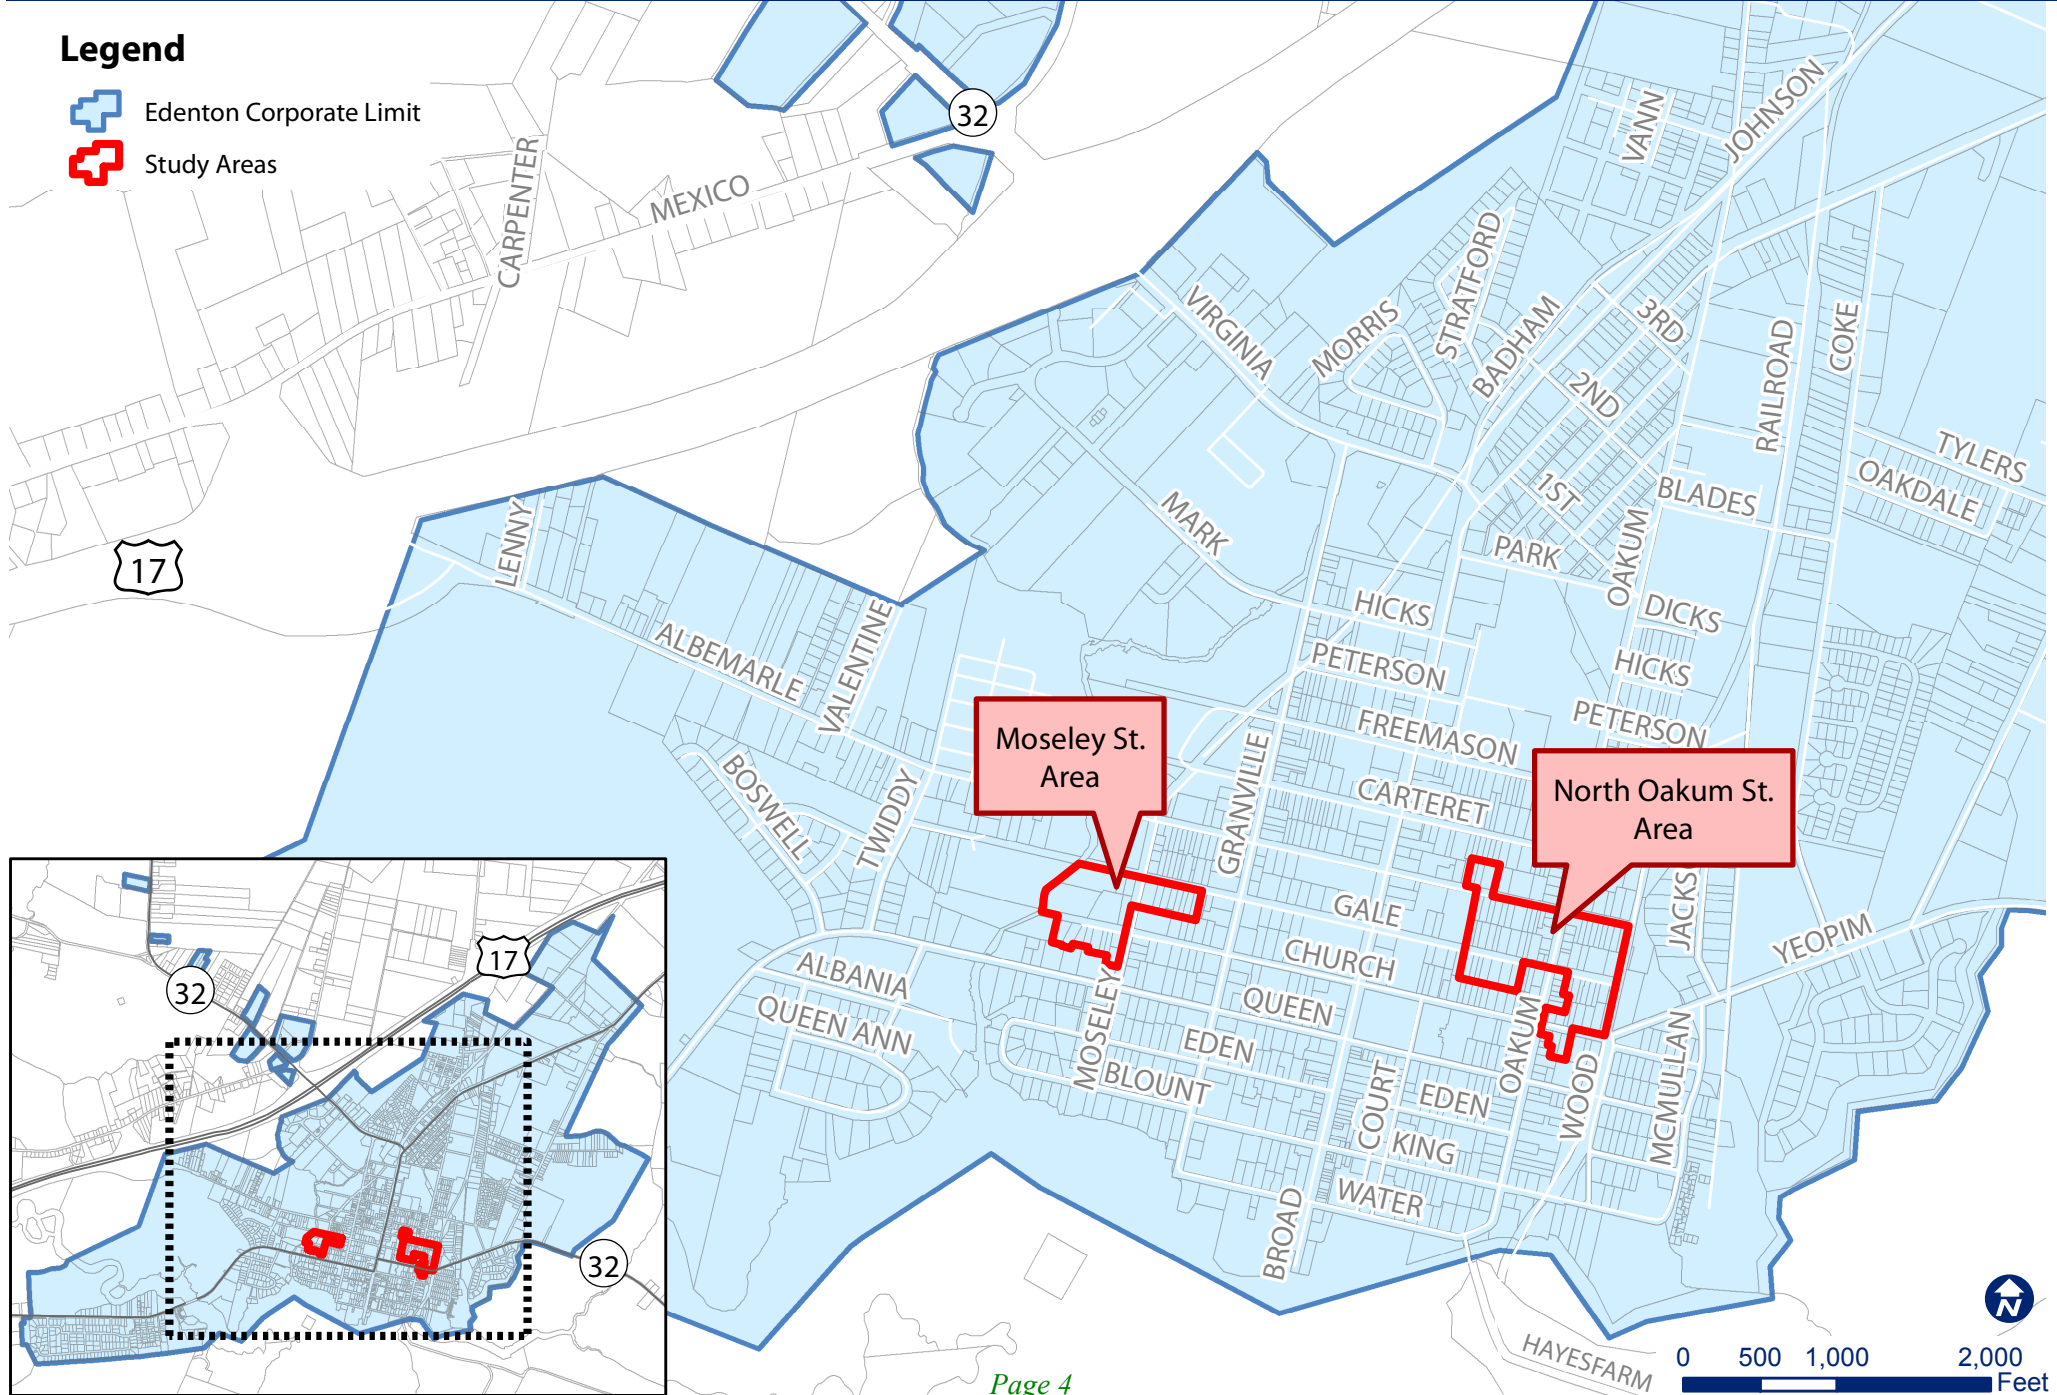 Legend
Edenton Corporate Limit
Study Areas
32
CARPENTER
MEXICO
VANN
JOHNSON
STRATFORD
VIRGINIA
MORRIS
BADHAM
3RD
2ND
RAILROAD
COKE
TYLERS
OAKDALE
1ST
BLADES
LENNY
17
MARK
PARK
OAKUM
DICKS
HICKS
HICKS
ALBEMARLE
VALENTINE
PETERSON
PETERSON
FREEMASON
Moseley St.
Area
North Oakum St.
Area
BOSWELL
TWIDDY
GRANVILLE
CARTERET
GALE
JACKS
YEOPIM
CHURCH
ALBANIA
QUEEN
QUEEN ANN
MOSELEY
EDEN
BLOUNT
OAKUM
COURT
EDEN
WOOD
MCMULLAN
KING
WATER
BROAD
17
32
32
HAYESFARM
N
0 500 1,000 2,000
Feet
Page 4